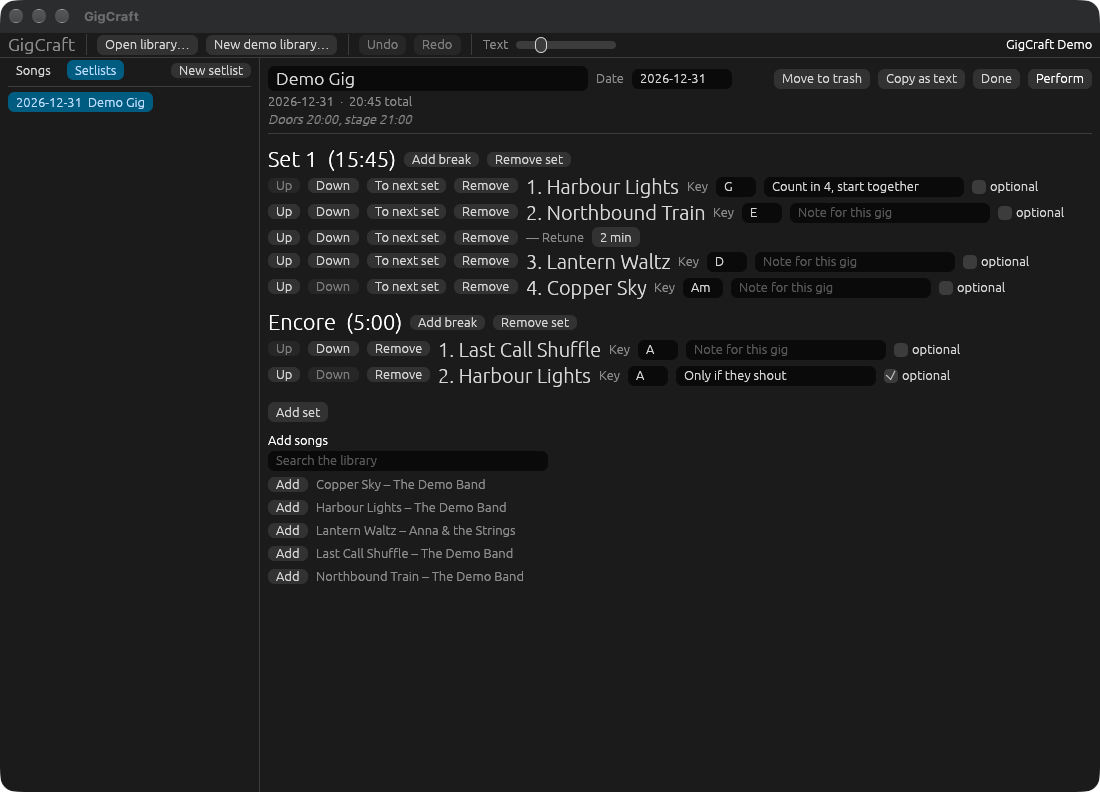 GigCraft
GigCraft Open library… New demo library… Undo Redo Text GigCraft Demo
Songs Setlists New setlist
2026-12-31 Demo Gig
Demo Gig Date 2026-12-31 Move to trash Copy as text Done Perform
2026-12-31 · 20:45 total
Doors 20:00, stage 21:00
Set 1 (15:45) Add break Remove set
Up Down To next set Remove 1. Harbour Lights Key G Count in 4, start together optional
Up Down To next set Remove 2. Northbound Train Key E Note for this gig optional
Up Down To next set Remove — Retune 2 min
Up Down To next set Remove 3. Lantern Waltz Key D Note for this gig optional
Up Down To next set Remove 4. Copper Sky Key Am Note for this gig optional
Encore (5:00) Add break Remove set
Up Down Remove 1. Last Call Shuffle Key A Note for this gig optional
Up Down Remove 2. Harbour Lights Key A Only if they shout optional
Add set
Add songs
Search the library
Add Copper Sky – The Demo Band
Add Harbour Lights – The Demo Band
Add Lantern Waltz – Anna & the Strings
Add Last Call Shuffle – The Demo Band
Add Northbound Train – The Demo Band